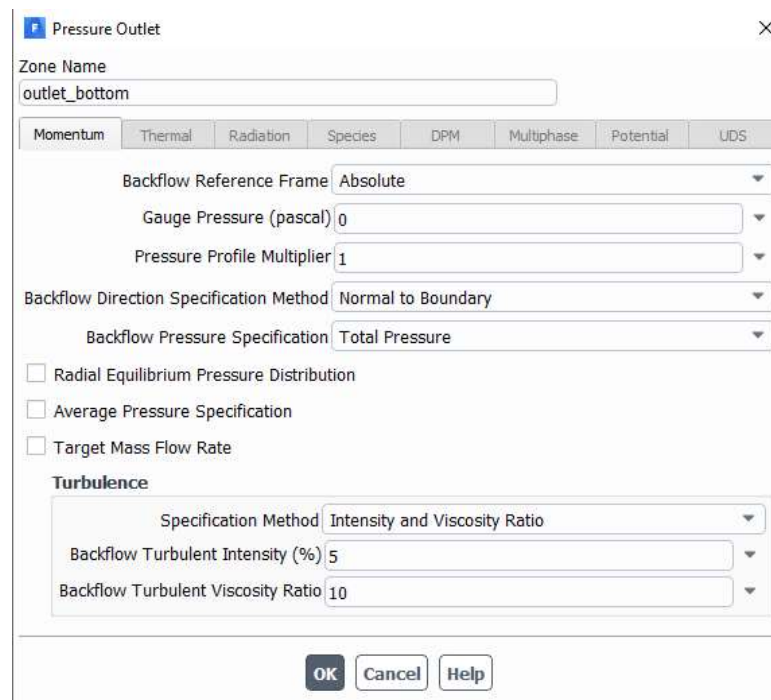 F Pressure Outlet
Zone Name
outlet_bottom
Momentum Thermal Radiation Species DPM Multiphase Potential UDS
Backflow Reference Frame Absolute
Gauge Pressure (pascal) 0
Pressure Profile Multiplier 1
Backflow Direction Specification Method Normal to Boundary
Backflow Pressure Specification Total Pressure
Radial Equilibrium Pressure Distribution
Average Pressure Specification
Target Mass Flow Rate
Turbulence
Specification Method Intensity and Viscosity Ratio
Backflow Turbulent Intensity (%) 5
Backflow Turbulent Viscosity Ratio 10
OK Cancel Help